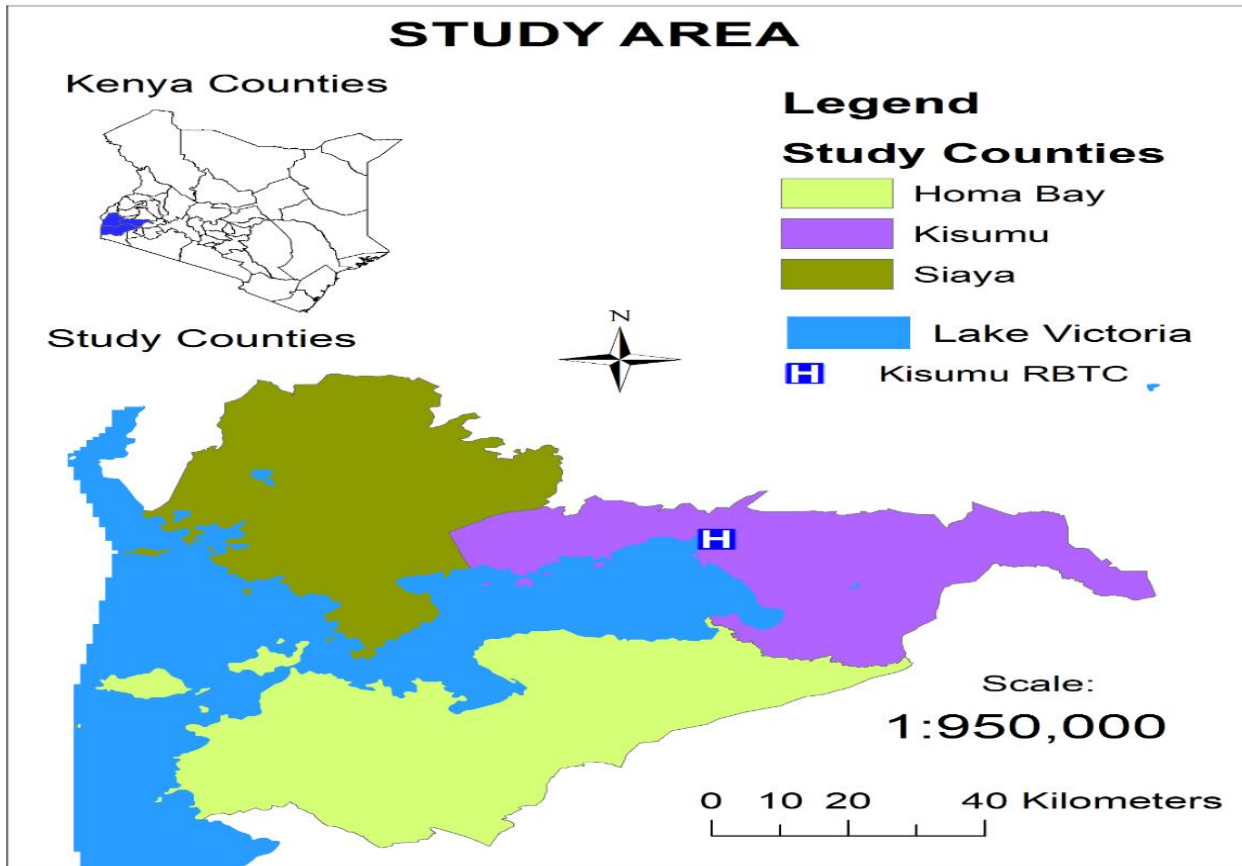 STUDY AREA
Kenya Counties
Legend
Study Counties
Homa Bay
Kisumu
Siaya
Lake Victoria
H Kisumu RBTC
Study Counties
N
H
Scale:
1:950,000
0 10 20 40 Kilometers